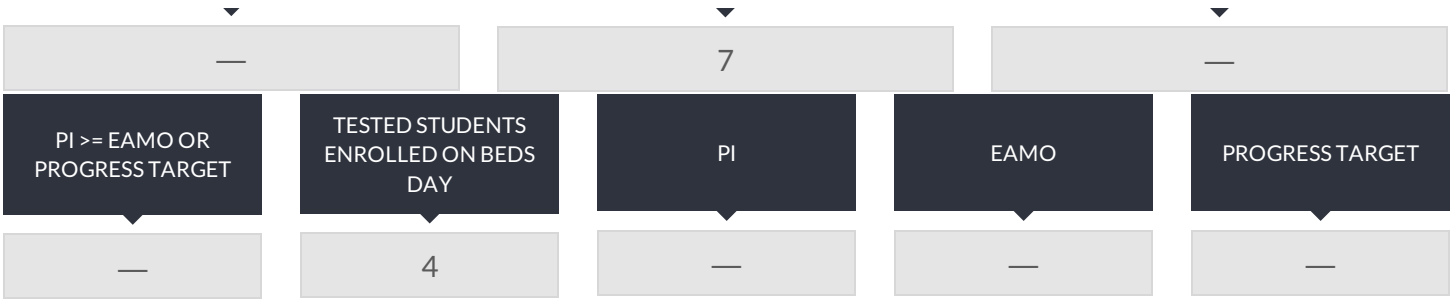 — 7 —
PI >= EAMO OR
PROGRESS TARGET
TESTED STUDENTS
ENROLLED ON BEDS
DAY
PI
EAMO
PROGRESS TARGET
— 4 — — —